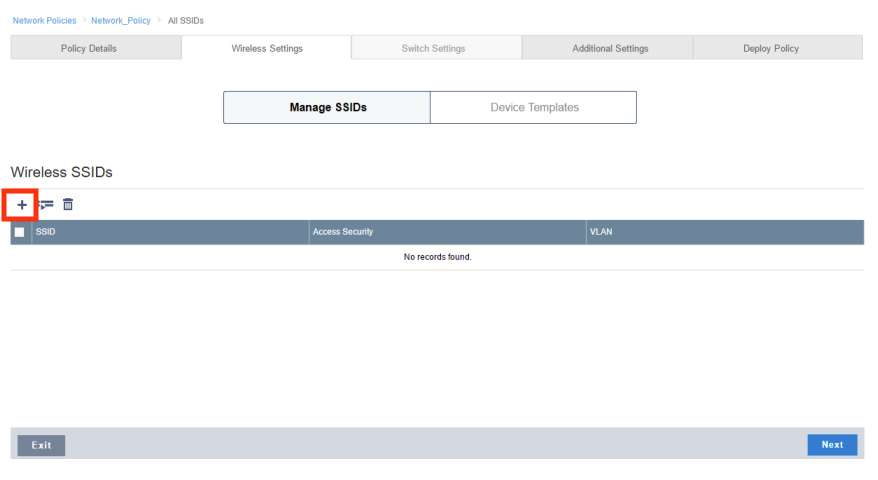 Network Policies > Network_Policy > All SSIDs
Policy Details Wireless Settings Switch Settings Additional Settings Deploy Policy
Manage SSIDs Device Templates
Wireless SSIDs
SSID Access Security VLAN
No records found.
Exit Next